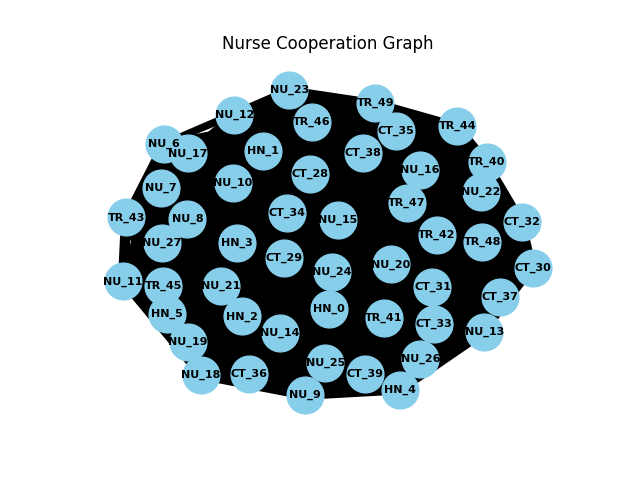 Nurse Cooperation Graph
NU_23
TR_49
NU_12
TR_46
TR_44
CT_35
NU_6
NU_17
HN_1
CT_38
TR_40
NU_16
CT_28
NU_10
NU_7
NU_22
TR_47
CT_34
TR_43
NU_8
NU_15
CT_32
TR_42
NU_27
HN_3
TR_48
CT_29
NU_20
CT_30
NU_24
NU_11
TR_45
NU_21
CT_31
CT_37
HN_0
HN_5
HN_2
TR_41
CT_33
NU_14
NU_13
NU_19
NU_26
NU_25
NU_18
CT_36
CT_39
HN_4
NU_9